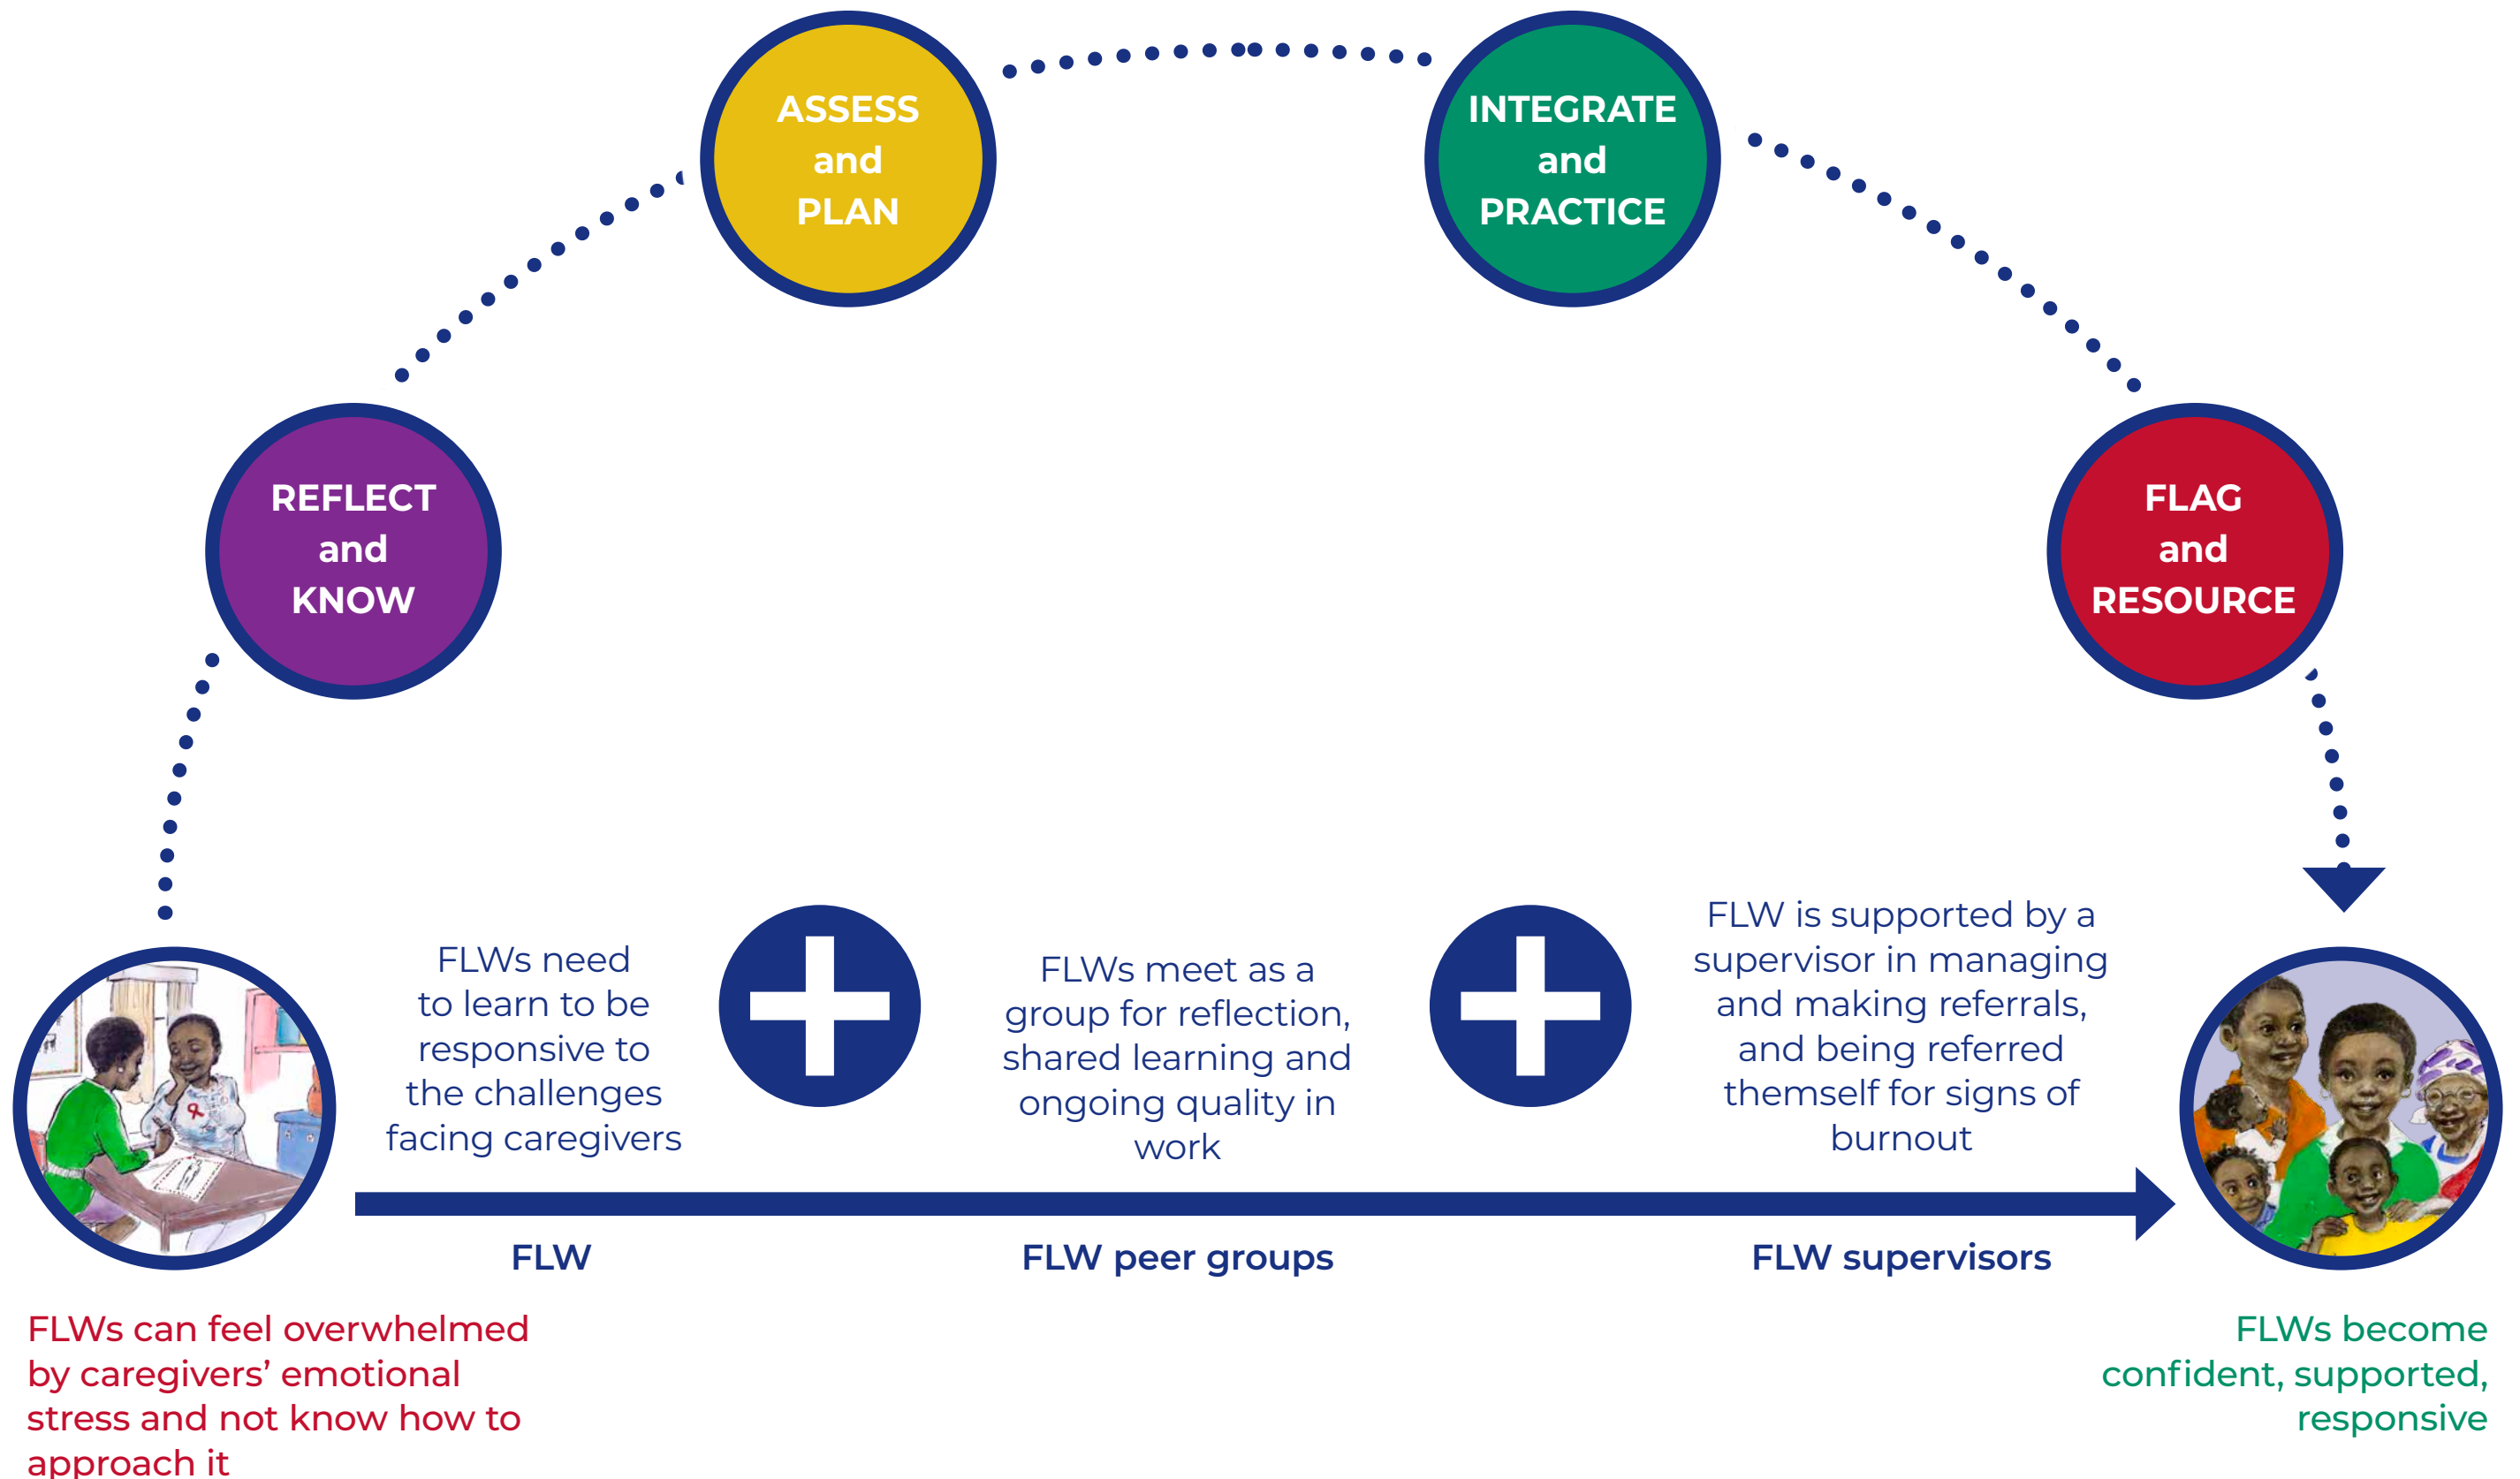 ASSESS
and
PLAN
INTEGRATE
and
PRACTICE
REFLECT
and
KNOW
FLAG
and
RESOURCE
FLWs need
to learn to be
responsive to
the challenges
facing caregivers
FLWs meet as a
group for reflection,
shared learning and
ongoing quality in
work
FLW is supported by a
supervisor in managing
and making referrals,
and being referred
themself for signs of
burnout
FLW
FLW peer groups
FLW supervisors
FLWs can feel overwhelmed
by caregivers’ emotional
stress and not know how to
approach it
FLWs become
confident, supported,
responsive